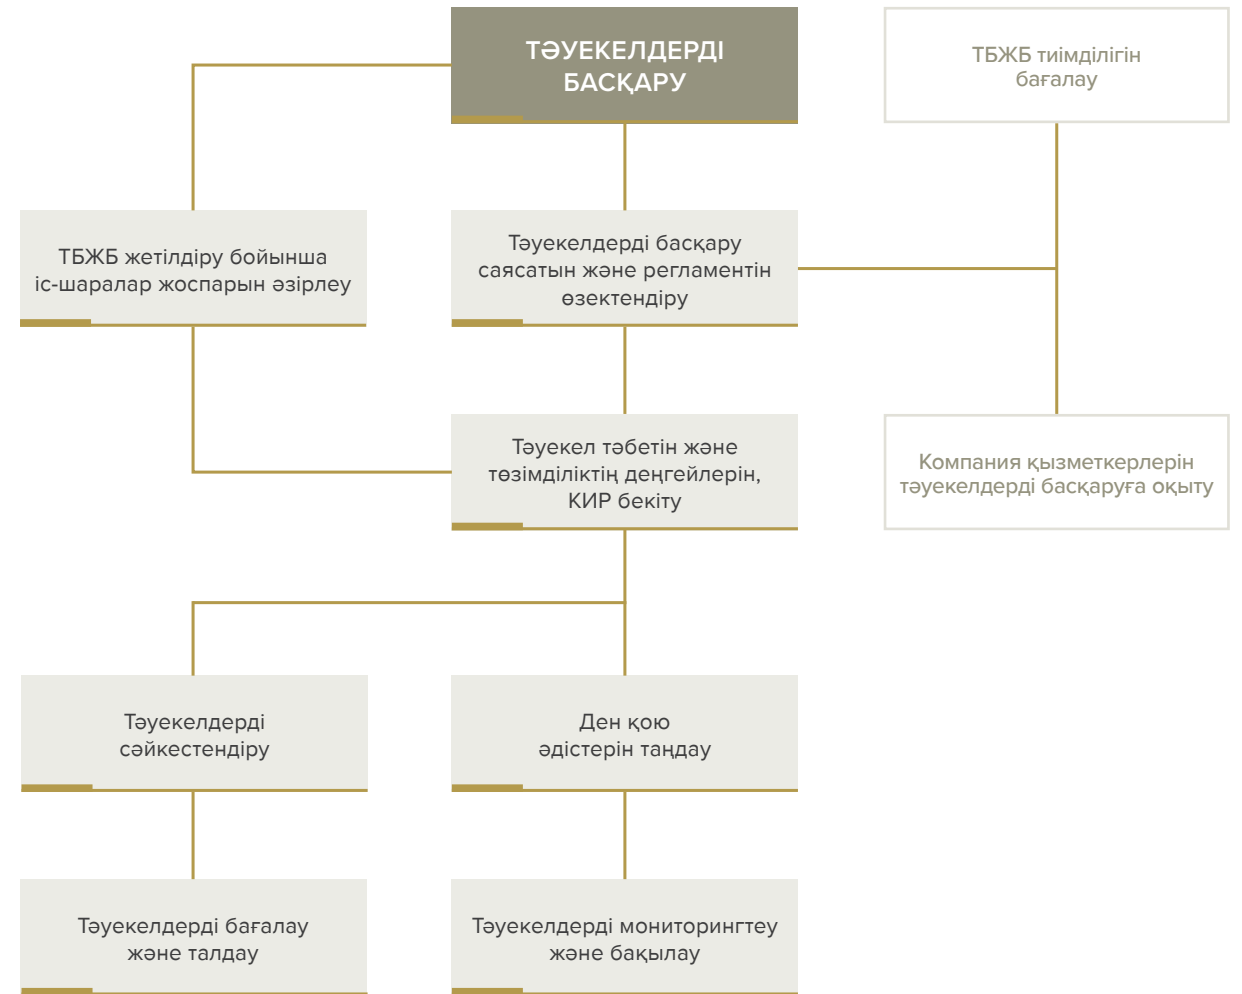 ТӘУЕКЕЛДЕРДІ
БАСҚАРУ
ТБЖБ тиімділігін
бағалау
ТБЖБ жетілдіру бойынша
іс-шаралар жоспарын әзірлеу
Тәуекелдерді басқару
саясатын және регламентін
өзектендіру
Тәуекел тәбетін және
төзімділіктің деңгейлерін,
КИР бекіту
Компания қызметкерлерін
тәуекелдерді басқаруға оқыту
Тәуекелдерді
сәйкестендіру
Ден қою
әдістерін таңдау
Тәуекелдерді бағалау
және талдау
Тәуекелдерді мониторингтеу
және бақылау